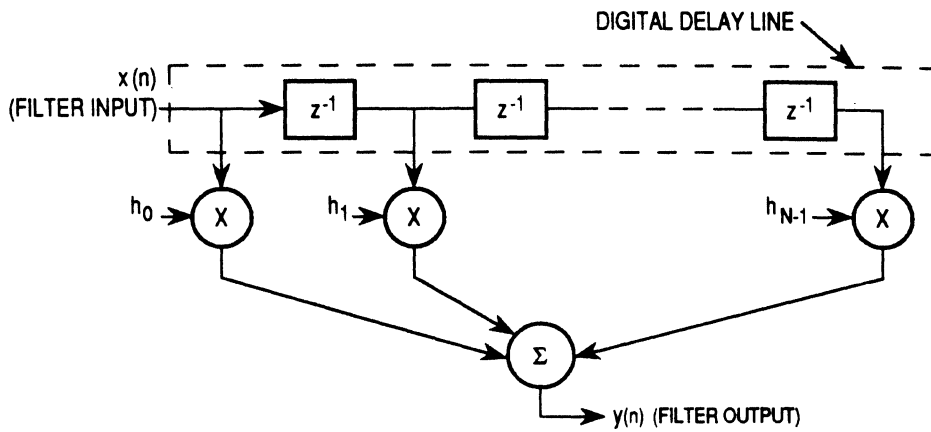 DIGITAL DELAY LINE
x(n)
(FILTER INPUT)
z⁻¹
z⁻¹
z⁻¹
h₀
X
h₁
X
hN-1
X
Σ
y(n) (FILTER OUTPUT)